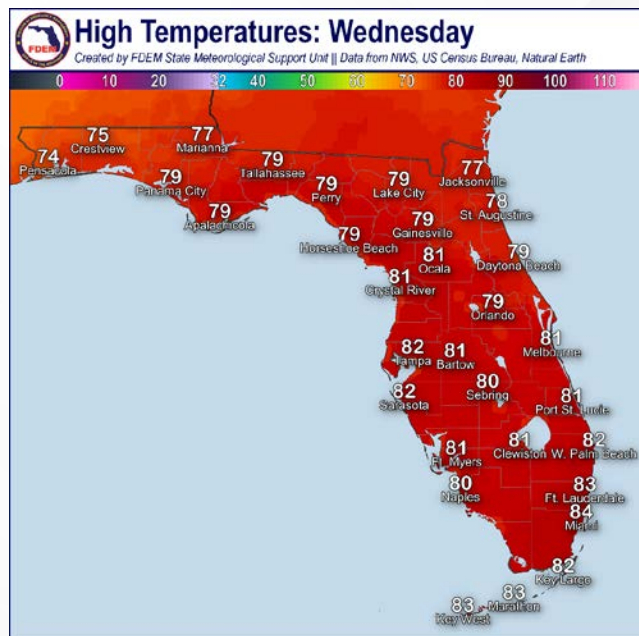 FDEM
High Temperatures: Wednesday
Created by FDEM State Meteorological Support Unit || Data from NWS, US Census Bureau, Natural Earth
0 10 20 32 40 50 60 70 80 90 100 110
75
Crestview
77
Marianna
74
Pensacola
79
Panama City
79
Tallahassee
79
Apalachicola
79
Perry
79
Lake City
77
Jacksonville
78
St. Augustine
79
Gainesville
79
Horseshoe Beach
81
Ocala
79
Daytona Beach
81
Crystal River
79
Orlando
82
Tampa
81
Bartow
81
Melbourne
80
Sebring
82
Sarasota
81
Port St. Lucie
81
Ft. Myers
81
Clewiston
82
W. Palm Beach
80
Naples
83
Ft. Lauderdale
84
Miami
82
Key Largo
83
Marathon
83
Key West